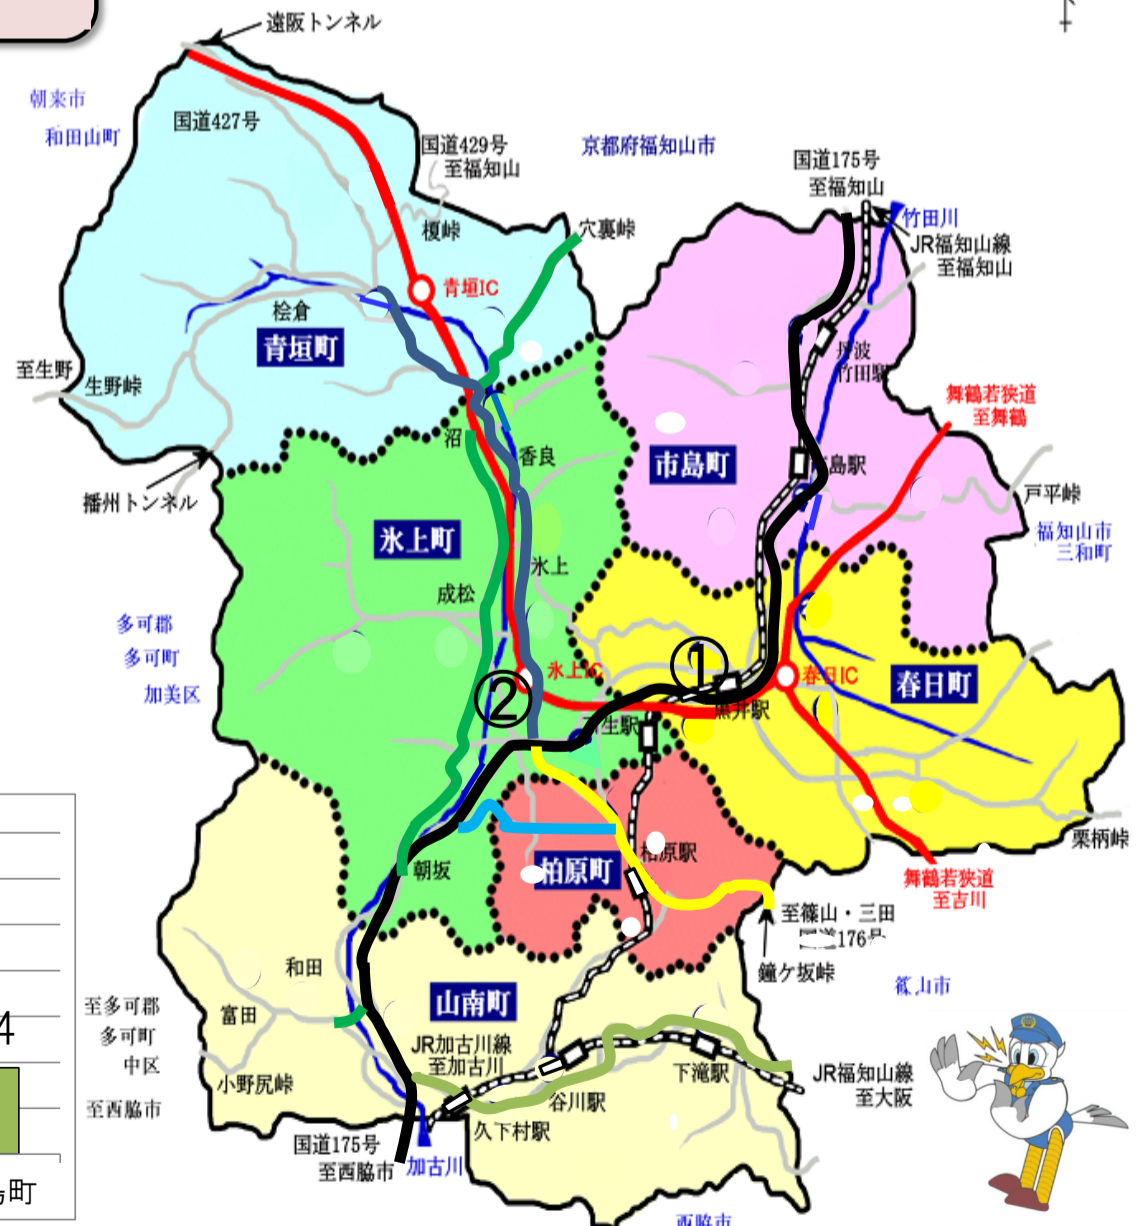 遠阪トンネル
朝来市
和田山町
国道427号
国道429号
至福知山
京都府福知山市
国道175号
至福知山
竹田川
JR福知山線
至福知山
榎峠
穴裏峠
青垣IC
桧倉
青垣町
丹波
竹田駅
至生野
生野峠
舞鶴若狭道
至舞鶴
沼
香良
市島町
島駅
播州トンネル
戸平峠
福知山市
三和町
氷上町
氷上
成松
多可郡
多可町
加美区
①
氷上IC
春日IC
春日町
②
生駅
黒井駅
栗柄峠
柏原駅
柏原町
朝坂
舞鶴若狭道
至吉川
至篠山・三田
176号
鐘ケ坂峠
和田
山南町
篠山市
至多可郡
多可町
中区
富田
JR加古川線
至加古川
小野尻峠
下滝駅
JR福知山線
至大阪
谷川駅
至西脇市
久下村駅
国道175号
至西脇市
加古川
4
町
西脇市